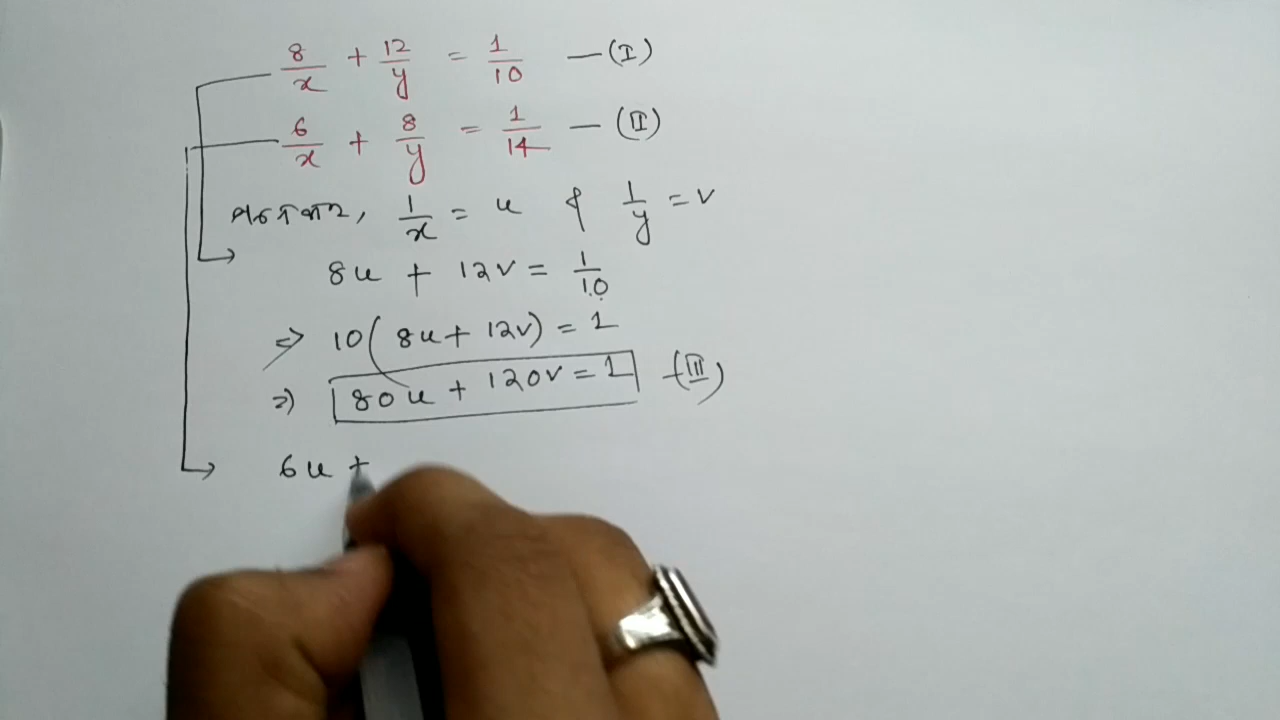 8/x + 12/y = 1/10 — (I)
6/x + 8/y = 1/14 — (II)
1/x = u & 1/y = v
8u + 12v = 1/10
⇒ 10(8u + 12v) = 1
⇒ 80u + 120v = 1 — (III)
6u +